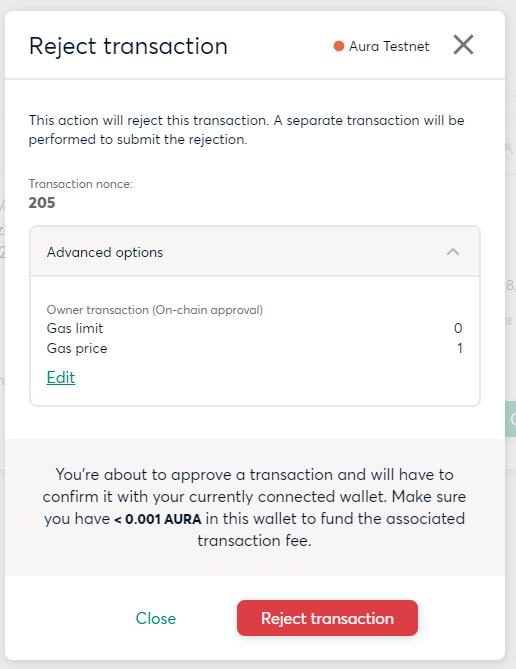 Reject transaction
Aura Testnet
This action will reject this transaction. A separate transaction will be
performed to submit the rejection.
Transaction nonce:
205
Advanced options
Owner transaction (On-chain approval)
Gas limit 0
Gas price 1
Edit
You're about to approve a transaction and will have to
confirm it with your currently connected wallet. Make sure
you have < 0.001 AURA in this wallet to fund the associated
transaction fee.
Close
Reject transaction